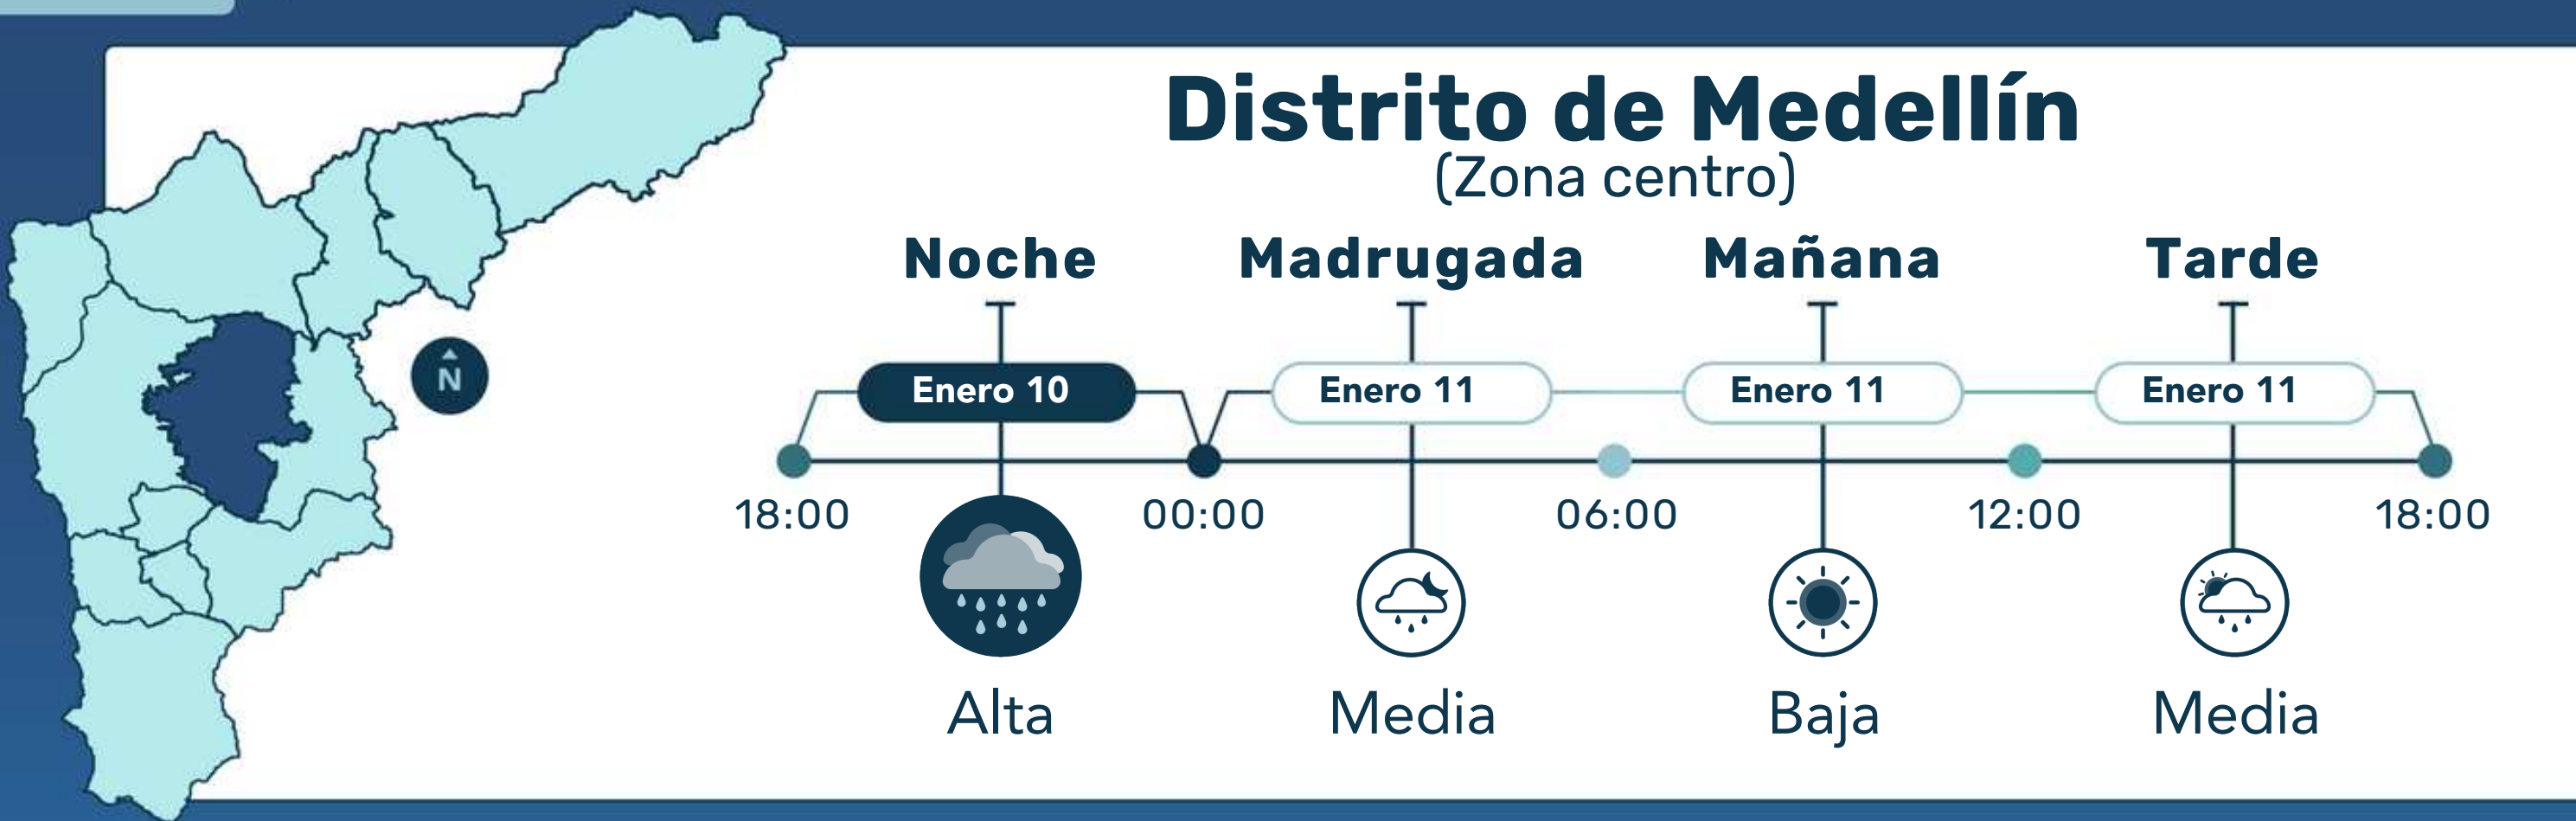 Distrito de Medellín
(Zona centro)
Noche Madrugada Mañana Tarde
N
Enero 10 Enero 11 Enero 11 Enero 11
18:00 00:00 06:00 12:00 18:00
Alta Media Baja Media